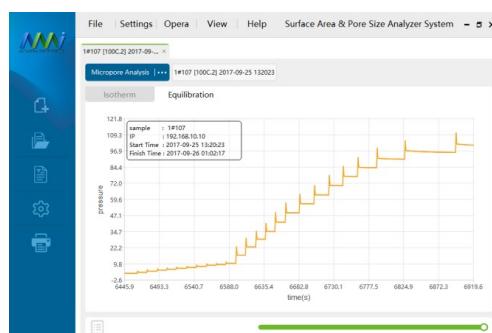 File Settings Opera View Help Surface Area & Pore Size Analyzer System
AMI
1#107 [100C.2] 2017-09-... ×
Micropore Analysis ••• 1#107 [100C.2] 2017-09-25 132023
Isotherm Equilibration
sample : 1#107
IP : 192.168.10.10
Start Time : 2017-09-25 13:20:23
Finish Time : 2017-09-26 01:02:17
pressure
121.8
109.3
96.9
84.4
72.0
59.6
47.1
34.7
22.2
9.8
-2.6
6445.9 6493.3 6540.7 6588.0 6635.4 6682.8 6730.1 6777.5 6824.9 6872.3 6919.6
time(s)